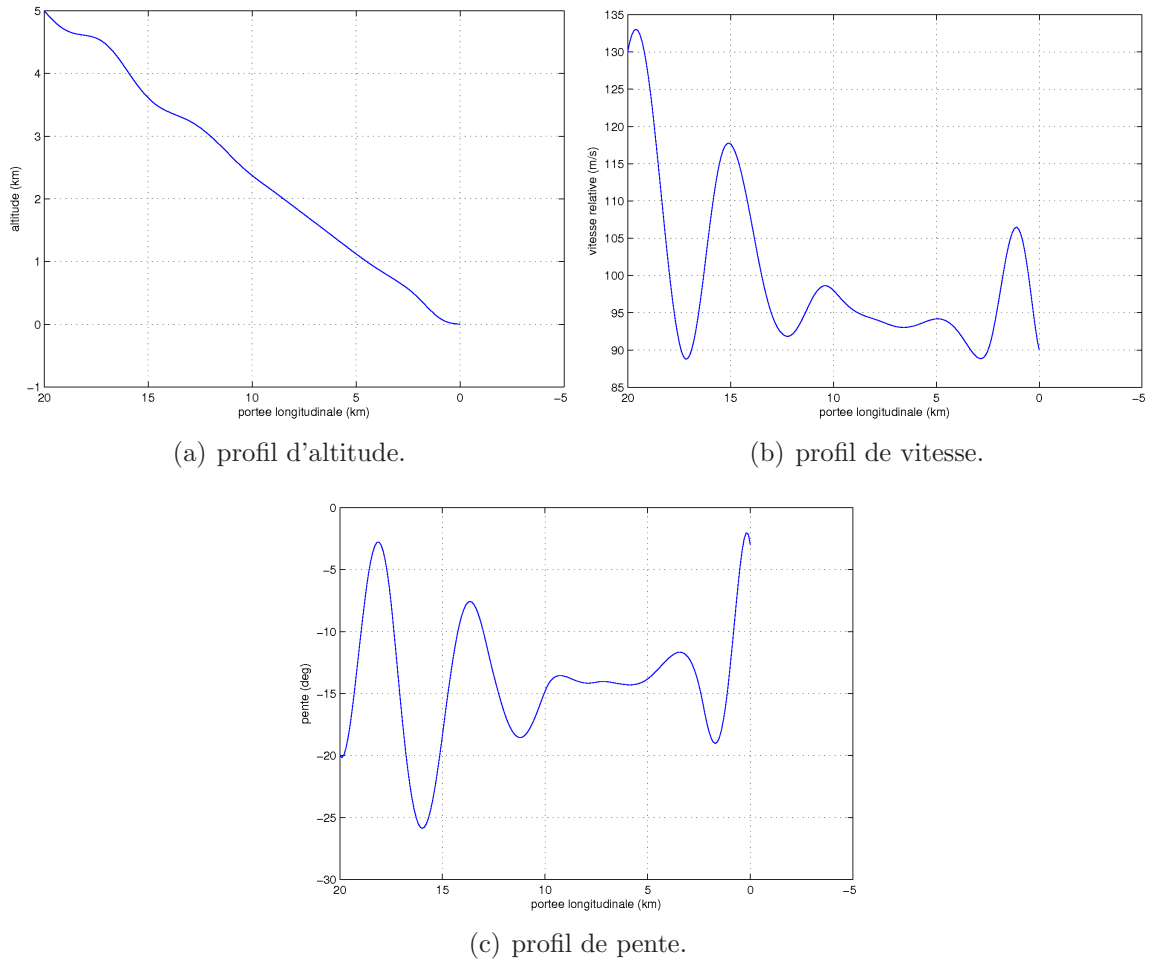 5
4
3
2
1
0
−1
altitude (km)
20 15 10 5 0 −5
portee longitudinale (km)
(a) profil d'altitude.
135
130
125
120
115
110
105
100
95
90
85
vitesse relative (m/s)
20 15 10 5 0 −5
portee longitudinale (km)
(b) profil de vitesse.
0
−5
−10
−15
−20
−25
−30
pente (deg)
20 15 10 5 0 −5
portee longitudinale (km)
(c) profil de pente.